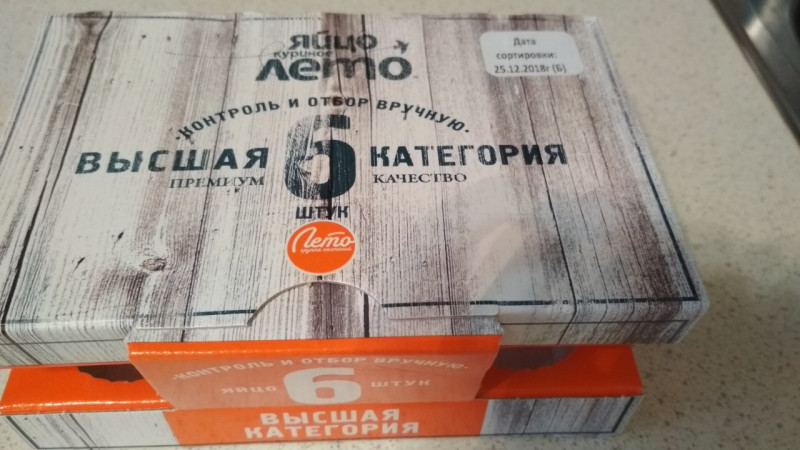 яйцо
куриное
лето
Дата
сортировки:
25.12.2018г (Б)
·КОНТРОЛЬ И ОТБОР ВРУЧНУЮ·
ВЫСШАЯ 6 КАТЕГОРИЯ
ПРЕМИУМ КАЧЕСТВО
ШТУК
Лето
·КОНТРОЛЬ И ОТБОР ВРУЧНУЮ·
ЯЙЦО 6 ШТУК
ВЫСШАЯ
КАТЕГОРИЯ